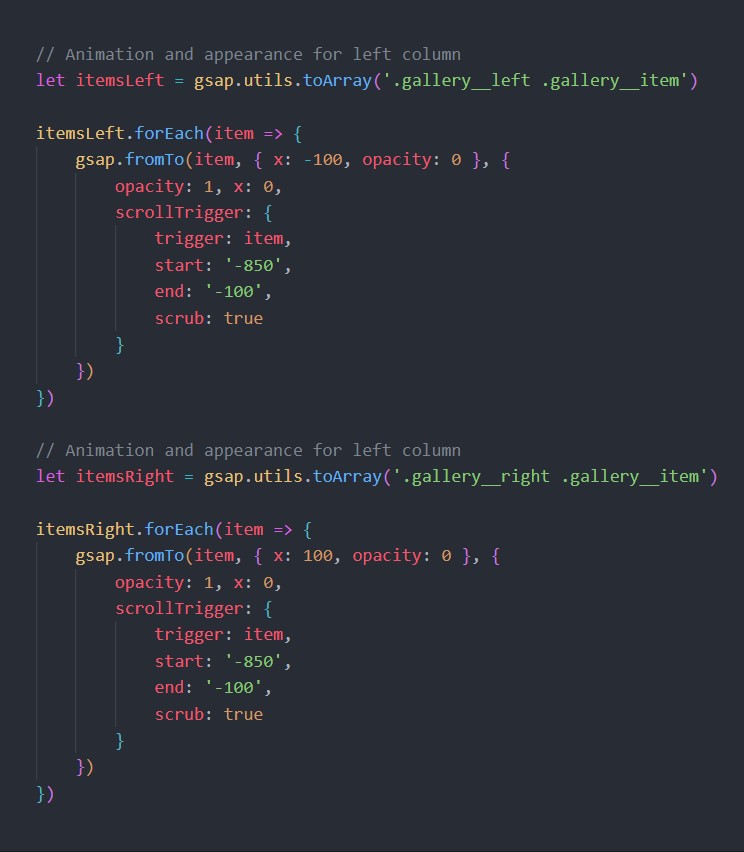 // Animation and appearance for left column
let itemsLeft = gsap.utils.toArray('.gallery__left .gallery__item')
itemsLeft.forEach(item => {
gsap.fromTo(item, { x: -100, opacity: 0 }, {
opacity: 1, x: 0,
scrollTrigger: {
trigger: item,
start: '-850',
end: '-100',
scrub: true
}
})
})
// Animation and appearance for left column
let itemsRight = gsap.utils.toArray('.gallery__right .gallery__item')
itemsRight.forEach(item => {
gsap.fromTo(item, { x: 100, opacity: 0 }, {
opacity: 1, x: 0,
scrollTrigger: {
trigger: item,
start: '-850',
end: '-100',
scrub: true
}
})
})